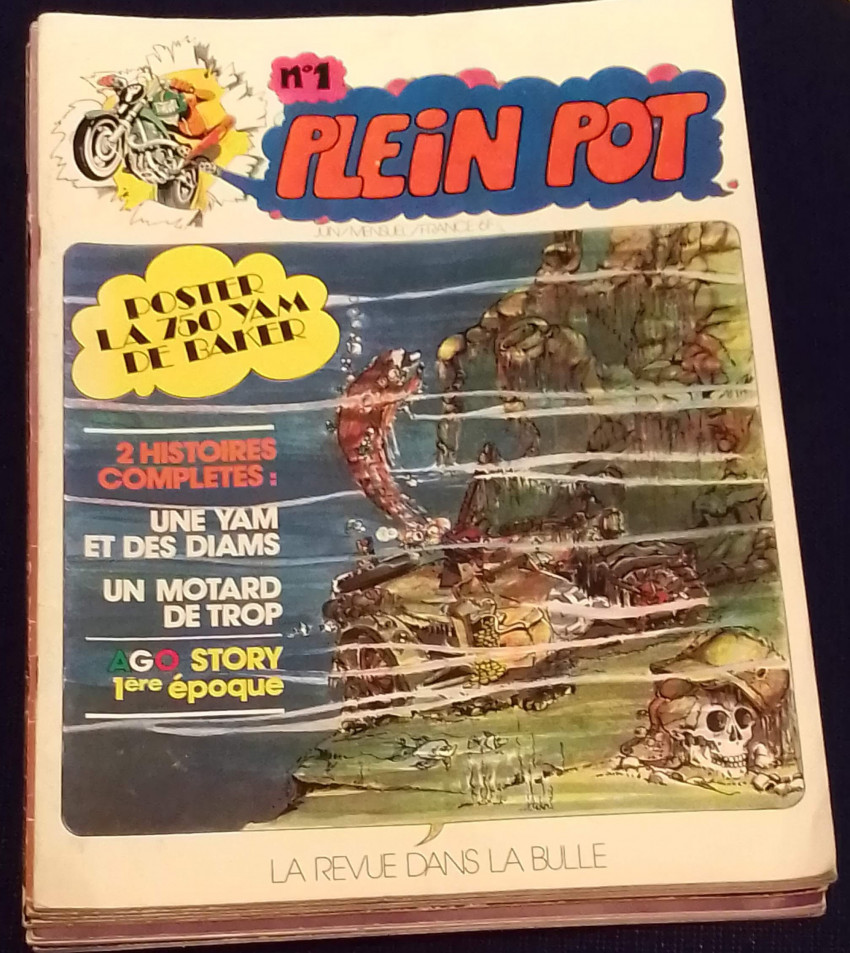 n°1
PLEIN POT
JUIN/MENSUEL/FRANCE 6F
POSTER
LA 750 YAM
DE BAKER
2 HISTOIRES
COMPLETES :
UNE YAM
ET DES DIAMS
UN MOTARD
DE TROP
AGO STORY
1ère époque
LA REVUE DANS LA BULLE